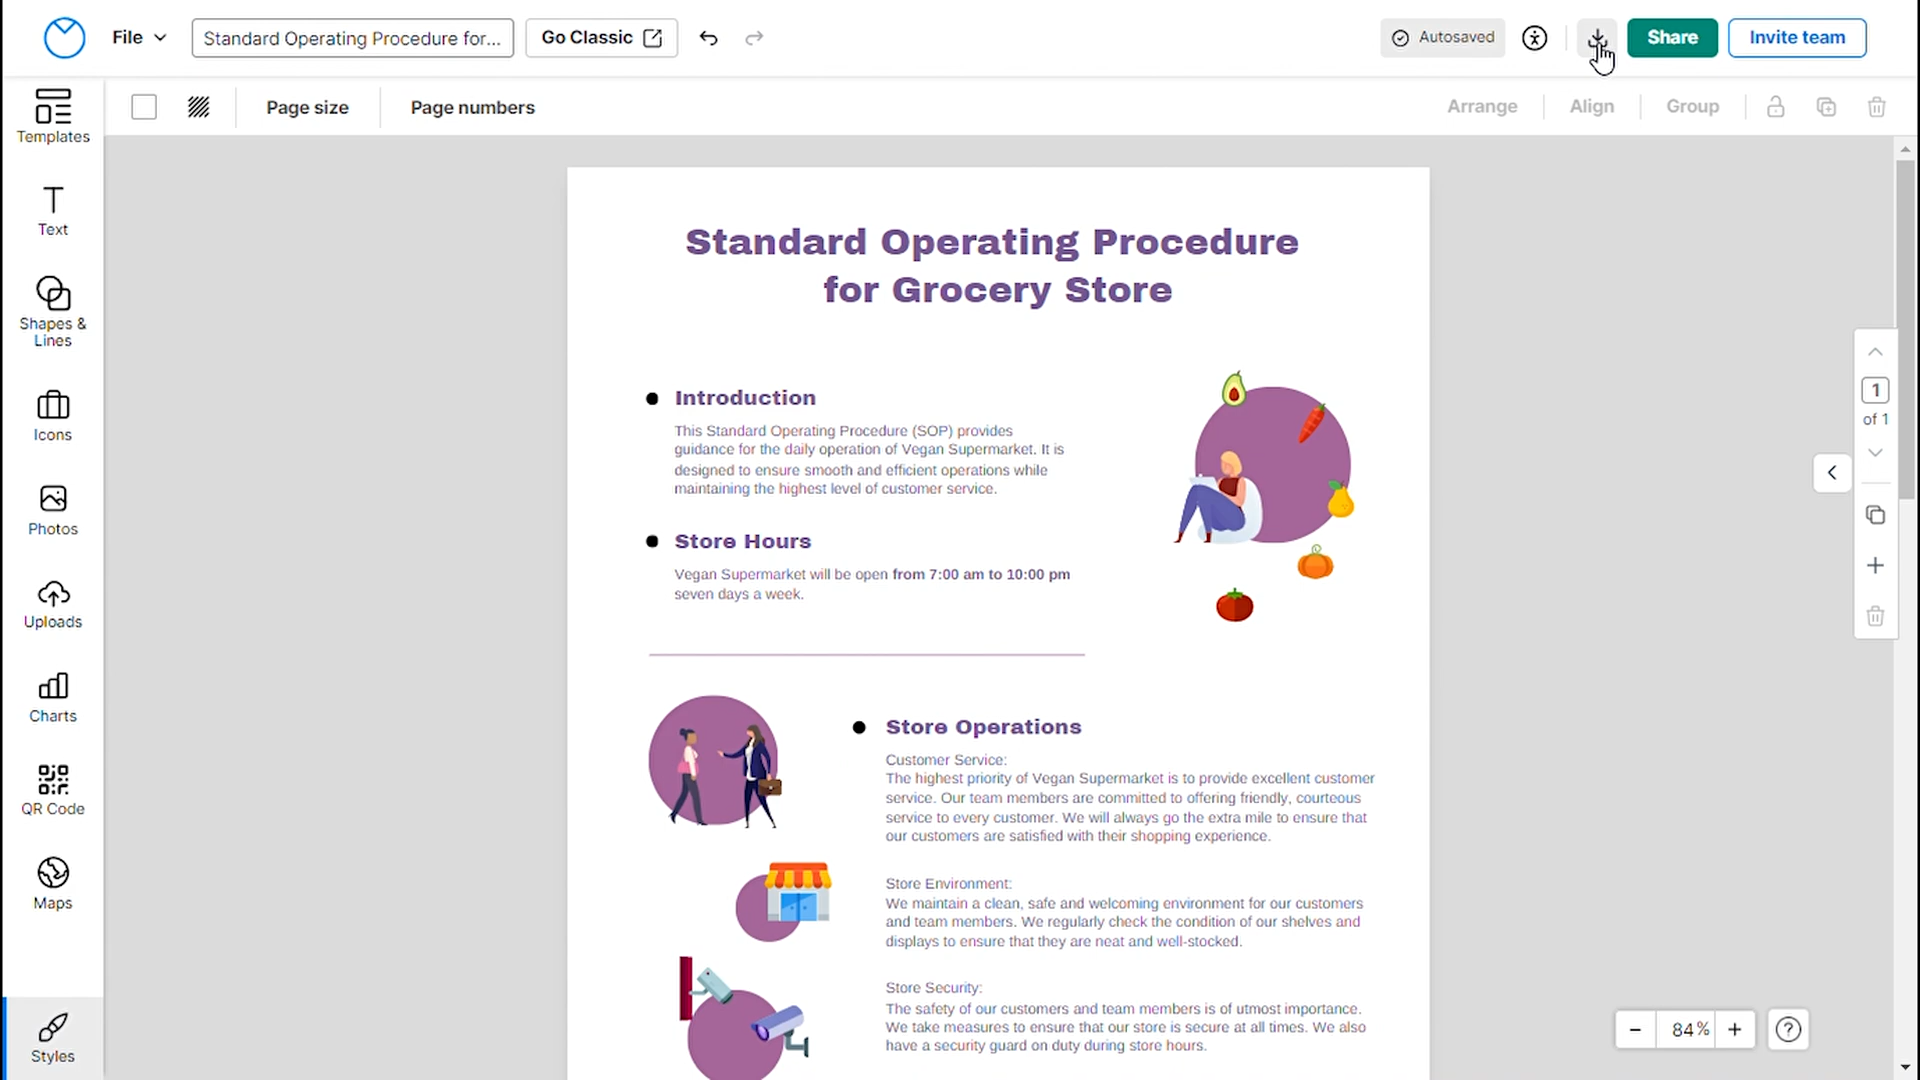 File
Standard Operating Procedure for...
Go Classic
Autosaved
Share
Invite team
Page size
Page numbers
Arrange
Align
Group
Templates
Text
Shapes &
Lines
Icons
Photos
Uploads
Charts
QR Code
Maps
Styles
Standard Operating Procedure
for Grocery Store
Introduction
This Standard Operating Procedure (SOP) provides
guidance for the daily operation of Vegan Supermarket. It is
designed to ensure smooth and efficient operations while
maintaining the highest level of customer service.
Store Hours
Vegan Supermarket will be open from 7:00 am to 10:00 pm
seven days a week.
Store Operations
Customer Service:
The highest priority of Vegan Supermarket is to provide excellent customer
service. Our team members are committed to offering friendly, courteous
service to every customer. We will always go the extra mile to ensure that
our customers are satisfied with their shopping experience.
Store Environment:
We maintain a clean, safe and welcoming environment for our customers
and team members. We regularly check the condition of our shelves and
displays to ensure that they are neat and well-stocked.
Store Security:
The safety of our customers and team members is of utmost importance.
We take measures to ensure that our store is secure at all times. We also
have a security guard on duty during store hours.
1
of 1
84%